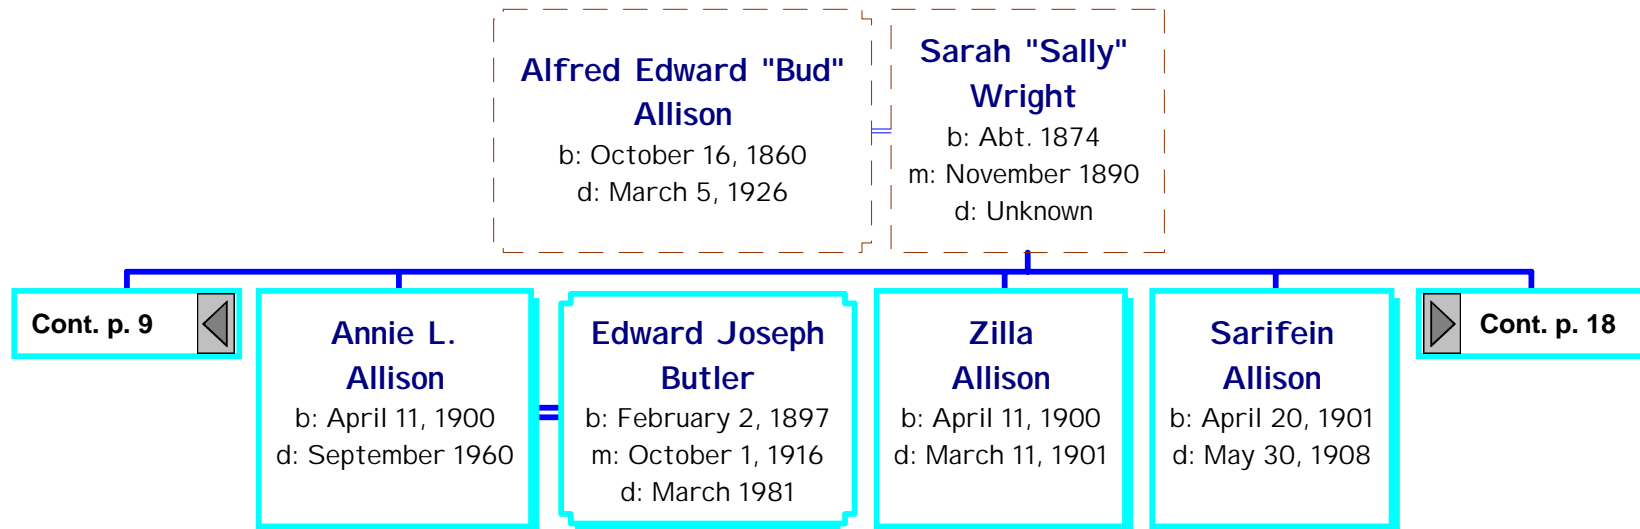 Alfred Edward "Bud"
Allison
b: October 16, 1860
d: March 5, 1926
Sarah "Sally"
Wright
b: Abt. 1874
m: November 1890
d: Unknown
Cont. p. 9
Annie L.
Allison
b: April 11, 1900
d: September 1960
Edward Joseph
Butler
b: February 2, 1897
m: October 1, 1916
d: March 1981
Zilla
Allison
b: April 11, 1900
d: March 11, 1901
Sarifein
Allison
b: April 20, 1901
d: May 30, 1908
Cont. p. 18